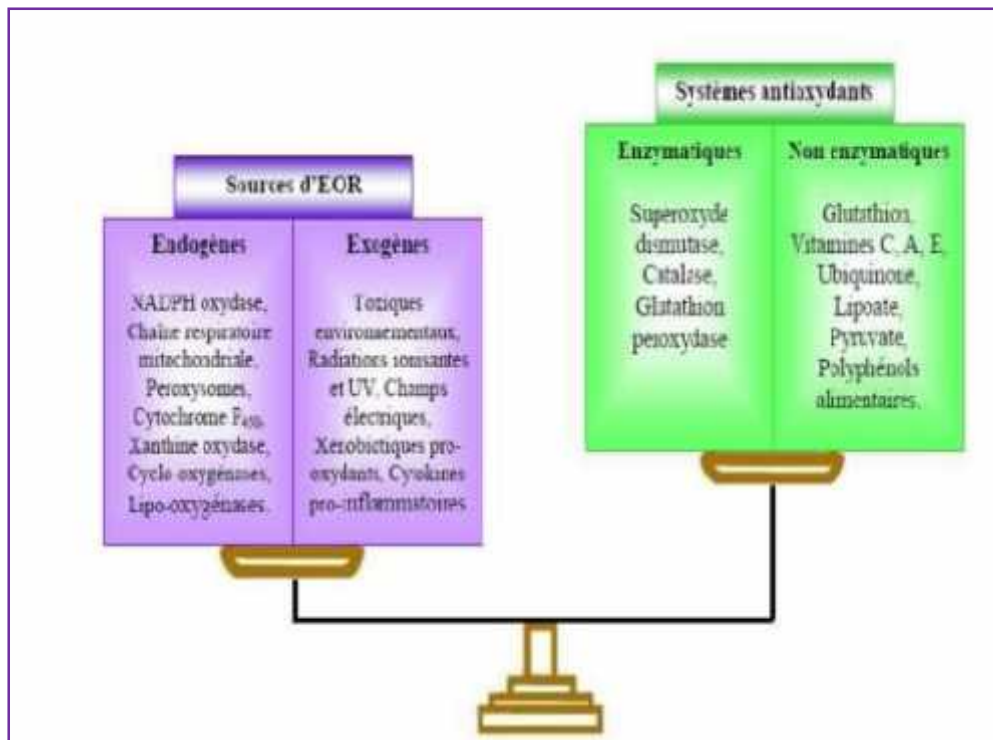 Sources d'EOR
Endogènes
NADPH oxydase,
Chaîne respiratoire
mitochondriale,
Peroxysomes,
Cytochrome P₄₅₀,
Xanthine oxydase,
Cyclo oxygénases,
Lipo-oxygénases.
Exogènes
Toxiques
environnementaux,
Radiations ionisantes
et UV, Champs
électriques,
Xénobiotiques pro-
oxydants, Cytokines
pro-inflammatoires
Systèmes antioxydants
Enzymatiques
Superoxyde
dismutase,
Catalase,
Glutathion
peroxydase
Non enzymatiques
Glutathion,
Vitamines C, A, E,
Ubiquinone,
Lipoate,
Pyruvate,
Polyphénols
alimentaires.